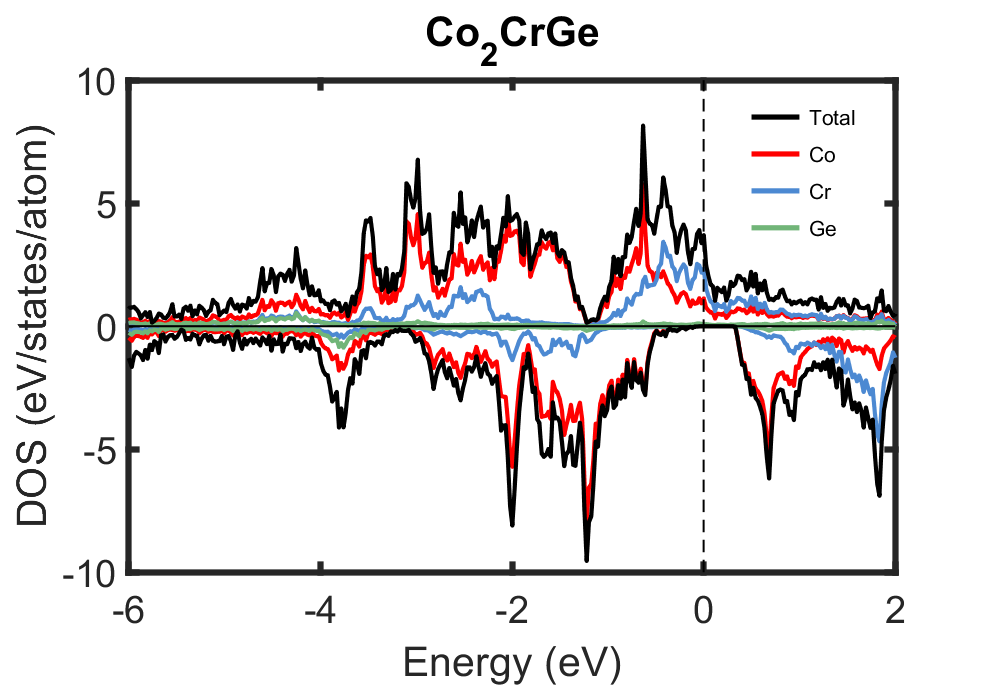 Co2CrGe
10
5
0
-5
-10
DOS (eV/states/atom)
Total
Co
Cr
Ge
-6
-4
-2
0
2
Energy (eV)